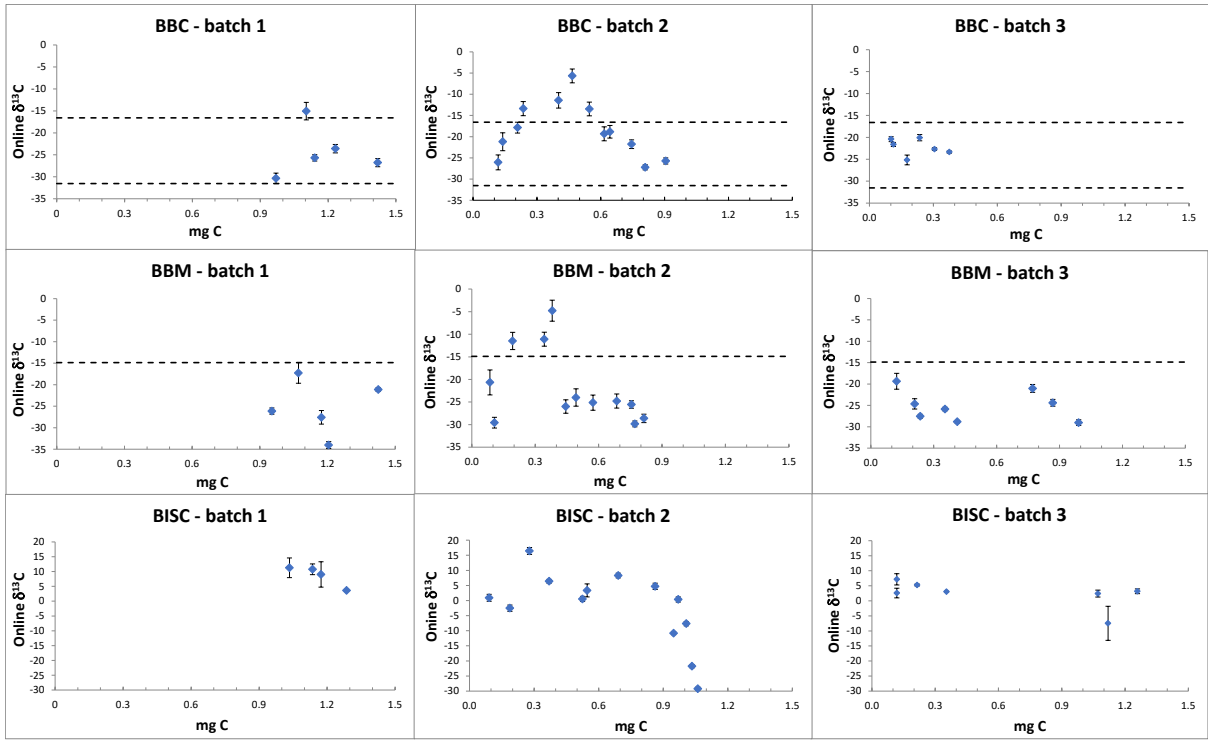 BBC - batch 1
Online δ¹³C
0
-5
-10
-15
-20
-25
-30
-35
0 0.3 0.6 0.9 1.2 1.5
mg C
BBC - batch 2
Online δ¹³C
0
-5
-10
-15
-20
-25
-30
-35
0.0 0.3 0.6 0.9 1.2 1.5
mg C
BBC - batch 3
Online δ¹³C
0
-5
-10
-15
-20
-25
-30
-35
0.0 0.3 0.6 0.9 1.2 1.5
mg C
BBM - batch 1
Online δ¹³C
0
-5
-10
-15
-20
-25
-30
-35
0 0.3 0.6 0.9 1.2 1.5
mg C
BBM - batch 2
Online δ¹³C
0
-5
-10
-15
-20
-25
-30
-35
0.0 0.3 0.6 0.9 1.2 1.5
mg C
BBM - batch 3
Online δ¹³C
0
-5
-10
-15
-20
-25
-30
-35
0.0 0.3 0.6 0.9 1.2 1.5
mg C
BISC - batch 1
Online δ¹³C
20
15
10
5
0
-5
-10
-15
-20
-25
-30
0.0 0.3 0.6 0.9 1.2 1.5
mg C
BISC - batch 2
Onine δ¹³C
20
15
10
5
0
-5
-10
-15
-20
-25
-30
0.0 0.3 0.6 0.9 1.2 1.5
mg C
BISC - batch 3
Online δ¹³C
20
15
10
5
0
-5
-10
-15
-20
-25
-30
0.0 0.3 0.6 0.9 1.2 1.5
mg C